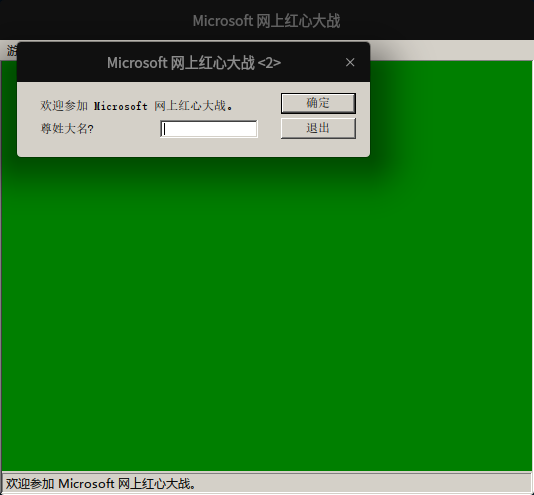 Microsoft 网上红心大战
游
Microsoft 网上红心大战 <2>
欢迎参加 Microsoft 网上红心大战。
确定
尊姓大名?
退出
欢迎参加 Microsoft 网上红心大战。